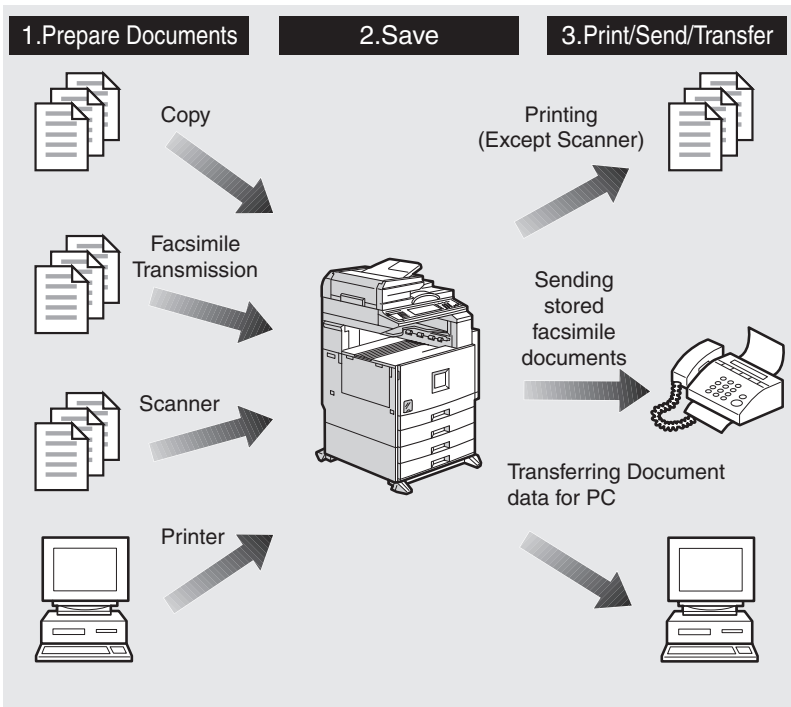 1.Prepare Documents
2.Save
3.Print/Send/Transfer
Copy
Facsimile
Transmission
Scanner
Printer
Printing
(Except Scanner)
Sending
stored
facsimile
documents
Transferring Document
data for PC